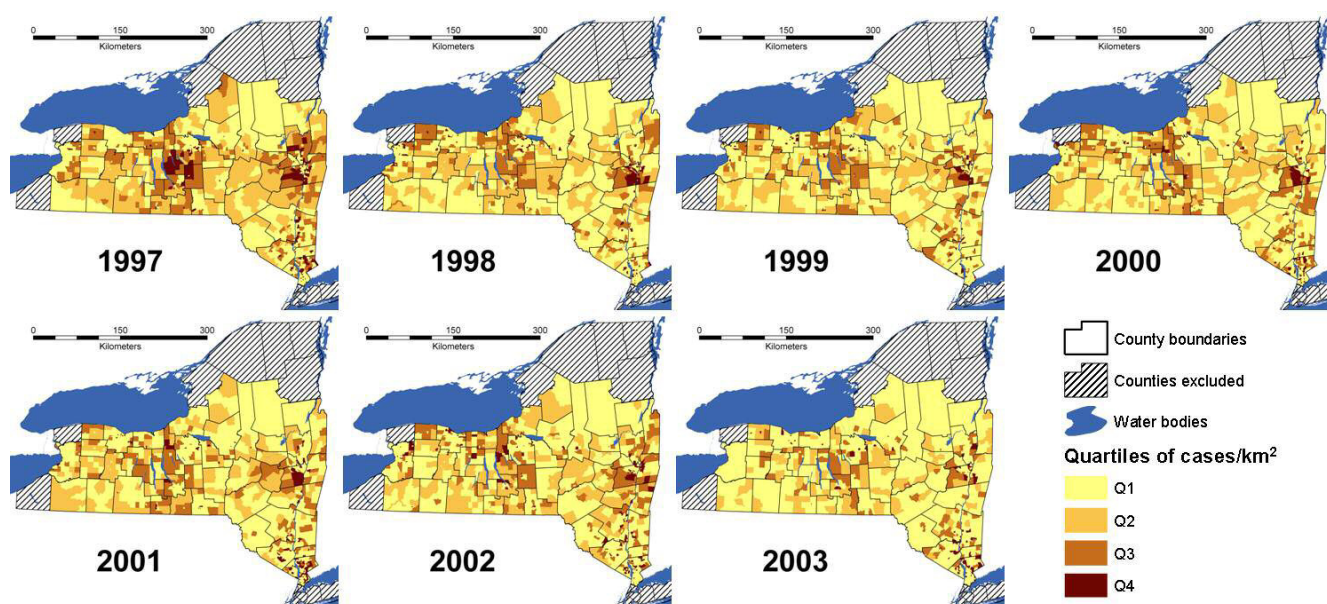 0 150 300
Kilometers
0 150 300
Kilometers
0 150 300
Kilometers
0 150 300
Kilometers
1997
1998
1999
2000
0 150 300
Kilometers
0 150 300
Kilometers
0 150 300
Kilometers
County boundaries
Counties excluded
Water bodies
Quartiles of cases/km²
Q1
Q2
Q3
Q4
2001
2002
2003